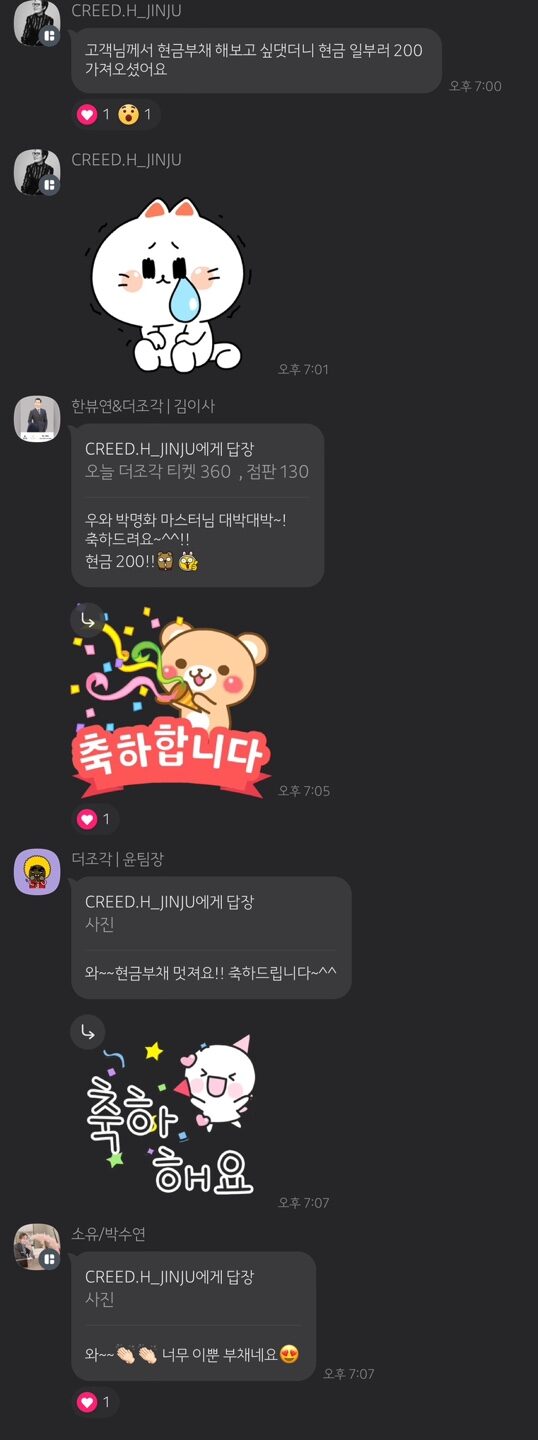 CREED.H_JINJU
고객님께서 현금부채 해보고 싶댔더니 현금 일부러 200
가져오셨어요
오후 7:00
1 1
CREED.H_JINJU
오후 7:01
한뷰연&더조각 | 김이사
CREED.H_JINJU에게 답장
오늘 더조각 티켓 360 , 점판 130
우와 박명화 마스터님 대박대박~!
축하드려요~^^!!
현금 200!!
축하합니다
오후 7:05
1
더조각 | 윤팀장
CREED.H_JINJU에게 답장
사진
와~~현금부채 멋져요!! 축하드립니다~^^
축하
해요
오후 7:07
소유/박수연
CREED.H_JINJU에게 답장
사진
와~~👏🏻👏🏻 너무 이뿐 부채네요😍
오후 7:07
1